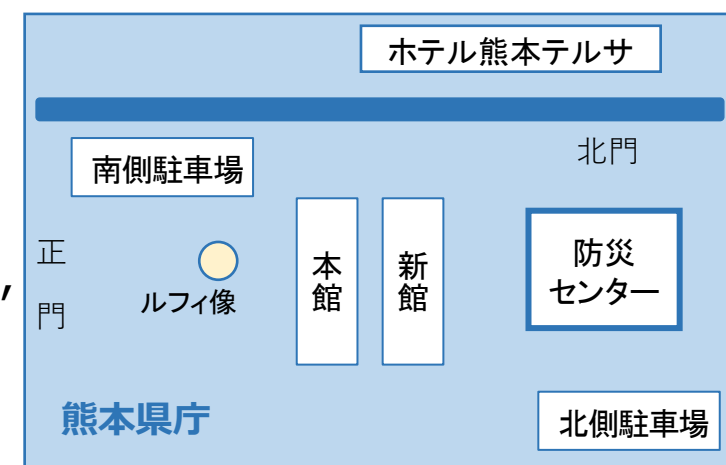 ホテル熊本テルサ
北門
南側駐車場
正
門
ルフィ像
本館
新館
防災
センター
熊本県庁
北側駐車場